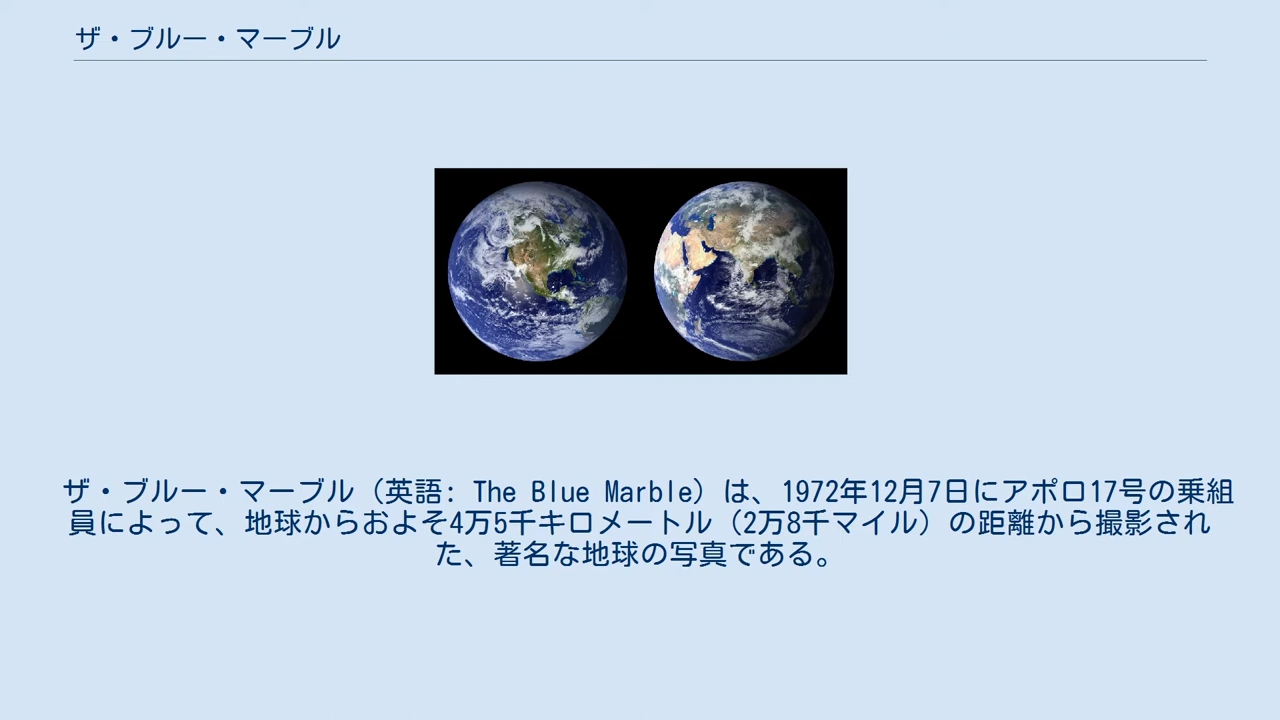 ザ・ブルー・マーブル
ザ・ブルー・マーブル（英語: The Blue Marble）は、1972年12月7日にアポロ17号の乗組
員によって、地球からおよそ4万5千キロメートル（2万8千マイル）の距離から撮影され
た、著名な地球の写真である。